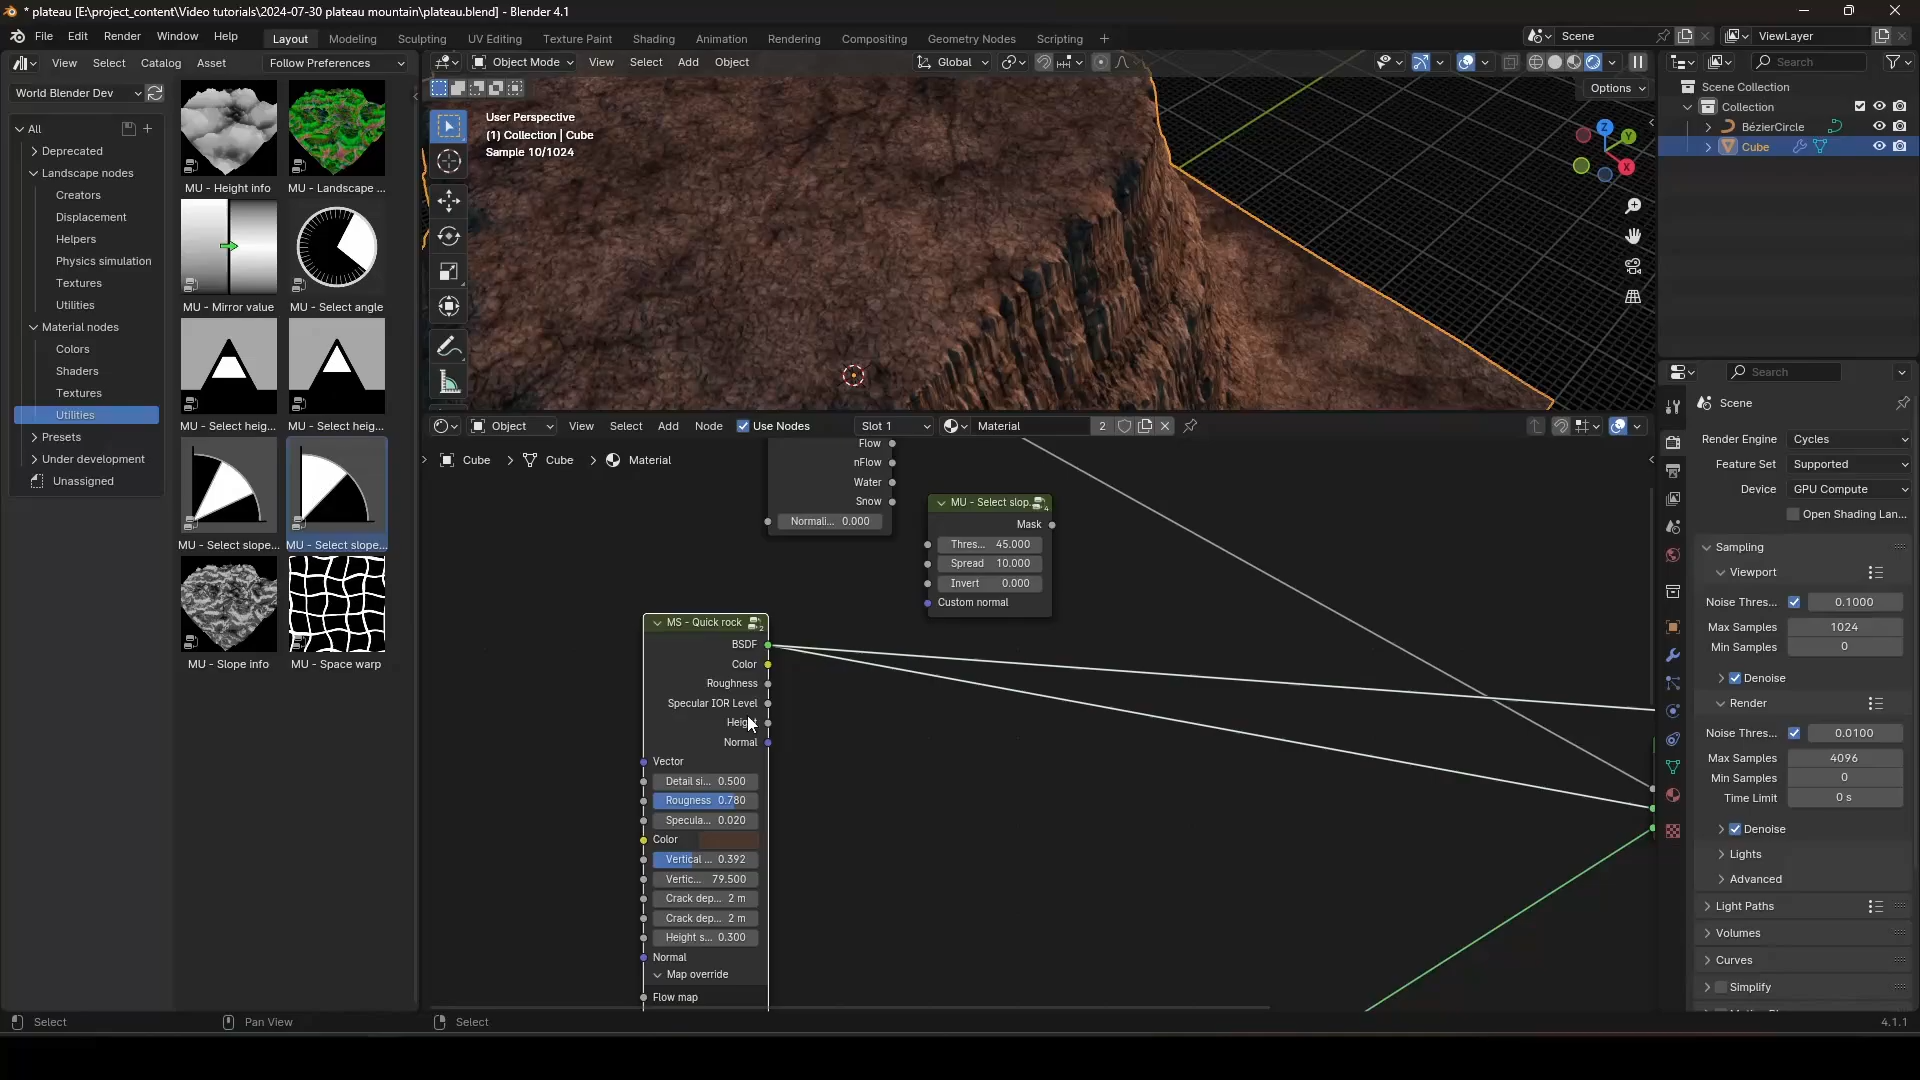 * plateau [E:\project_content\Video tutorials\2024-07-30 plateau mountain\plateau.blend] - Blender 4.1
File Edit Render Window Help
Layout Modeling Sculpting UV Editing Texture Paint Shading Animation Rendering Compositing Geometry Nodes Scripting +
Scene
ViewLayer
View Select Catalog Asset Follow Preferences
Object Mode View Select Add Object
Global
Options
Search
World Blender Dev
All
Deprecated
Landscape nodes
Creators
Displacement
Helpers
Physics simulation
Textures
Utilities
Material nodes
Colors
Shaders
Textures
Utilities
Presets
Under development
Unassigned
MU - Height info
MU - Landscape ...
MU - Mirror value
MU - Select angle
MU - Select heig...
MU - Select heig...
MU - Select slope...
MU - Select slope...
MU - Slope info
MU - Space warp
User Perspective
(1) Collection | Cube
Sample 10/1024
Z
Y
X
Scene Collection
Collection
BézierCircle
Cube
Object View Select Add Node Use Nodes Slot 1 Material 2
Cube > Cube > Material
Flow
nFlow
Water
Snow
Normali... 0.000
MU - Select slop... 4
Mask
Thres... 45.000
Spread 10.000
Invert 0.000
Custom normal
MS - Quick rock 2
BSDF
Color
Roughness
Specular IOR Level
Height
Normal
Vector
Detail si... 0.500
Rougness 0.780
Specula... 0.020
Color
Vertical ... 0.392
Vertic... 79.500
Crack dep... 2 m
Crack dep... 2 m
Height s... 0.300
Normal
Map override
Flow map
Search
Scene
Render Engine Cycles
Feature Set Supported
Device GPU Compute
Open Shading Lan...
Sampling
Viewport
Noise Thres... 0.1000
Max Samples 1024
Min Samples 0
Denoise
Render
Noise Thres... 0.0100
Max Samples 4096
Min Samples 0
Time Limit 0 s
Denoise
Lights
Advanced
Light Paths
Volumes
Curves
Simplify
Select
Pan View
Select
4.1.1